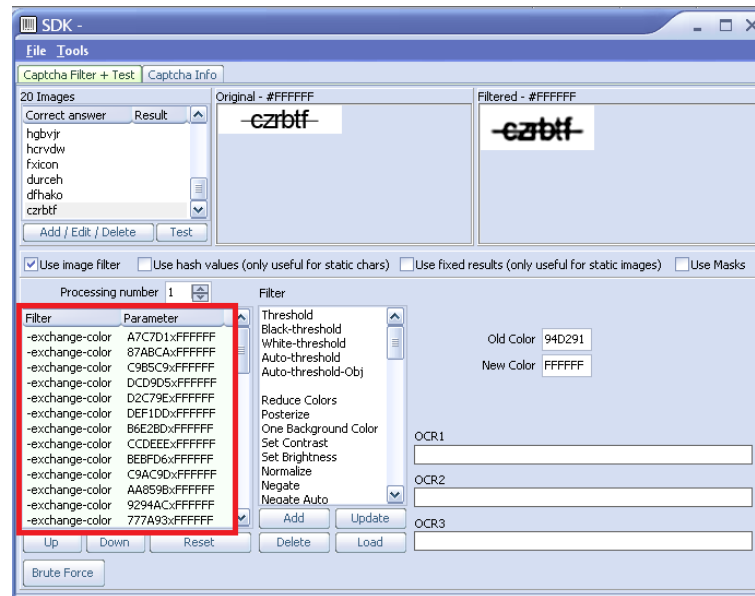 SDK -
File Tools
Captcha Filter + Test Captcha Info
20 Images
Correct answer Result
hgbvjr
hcrvdw
fxicon
durceh
dfhako
czrbtf
Add / Edit / Delete Test
Original - #FFFFFF
czrbtf
Filtered - #FFFFFF
czrbtf
Use image filter Use hash values (only useful for static chars) Use fixed results (only useful for static images) Use Masks
Processing number 1
Filter Parameter
-exchange-color A7C7D1xFFFFFF
-exchange-color 87ABCAxFFFFFF
-exchange-color C9B5C9xFFFFFF
-exchange-color DCD9D5xFFFFFF
-exchange-color D2C79ExFFFFFF
-exchange-color DEF1DDxFFFFFF
-exchange-color B6E2BDxFFFFFF
-exchange-color CCDEEExFFFFFF
-exchange-color BEBFD6xFFFFFF
-exchange-color C9AC9DxFFFFFF
-exchange-color AA859BxFFFFFF
-exchange-color 9294ACxFFFFFF
-exchange-color 777A93xFFFFFF
Up Down Reset
Brute Force
Filter
Threshold
Black-threshold
White-threshold
Auto-threshold
Auto-threshold-Obj
Reduce Colors
Posterize
One Background Color
Set Contrast
Set Brightness
Normalize
Negate
Negate Auto
Add Update
Delete Load
Old Color 94D291
New Color FFFFFF
OCR1
OCR2
OCR3